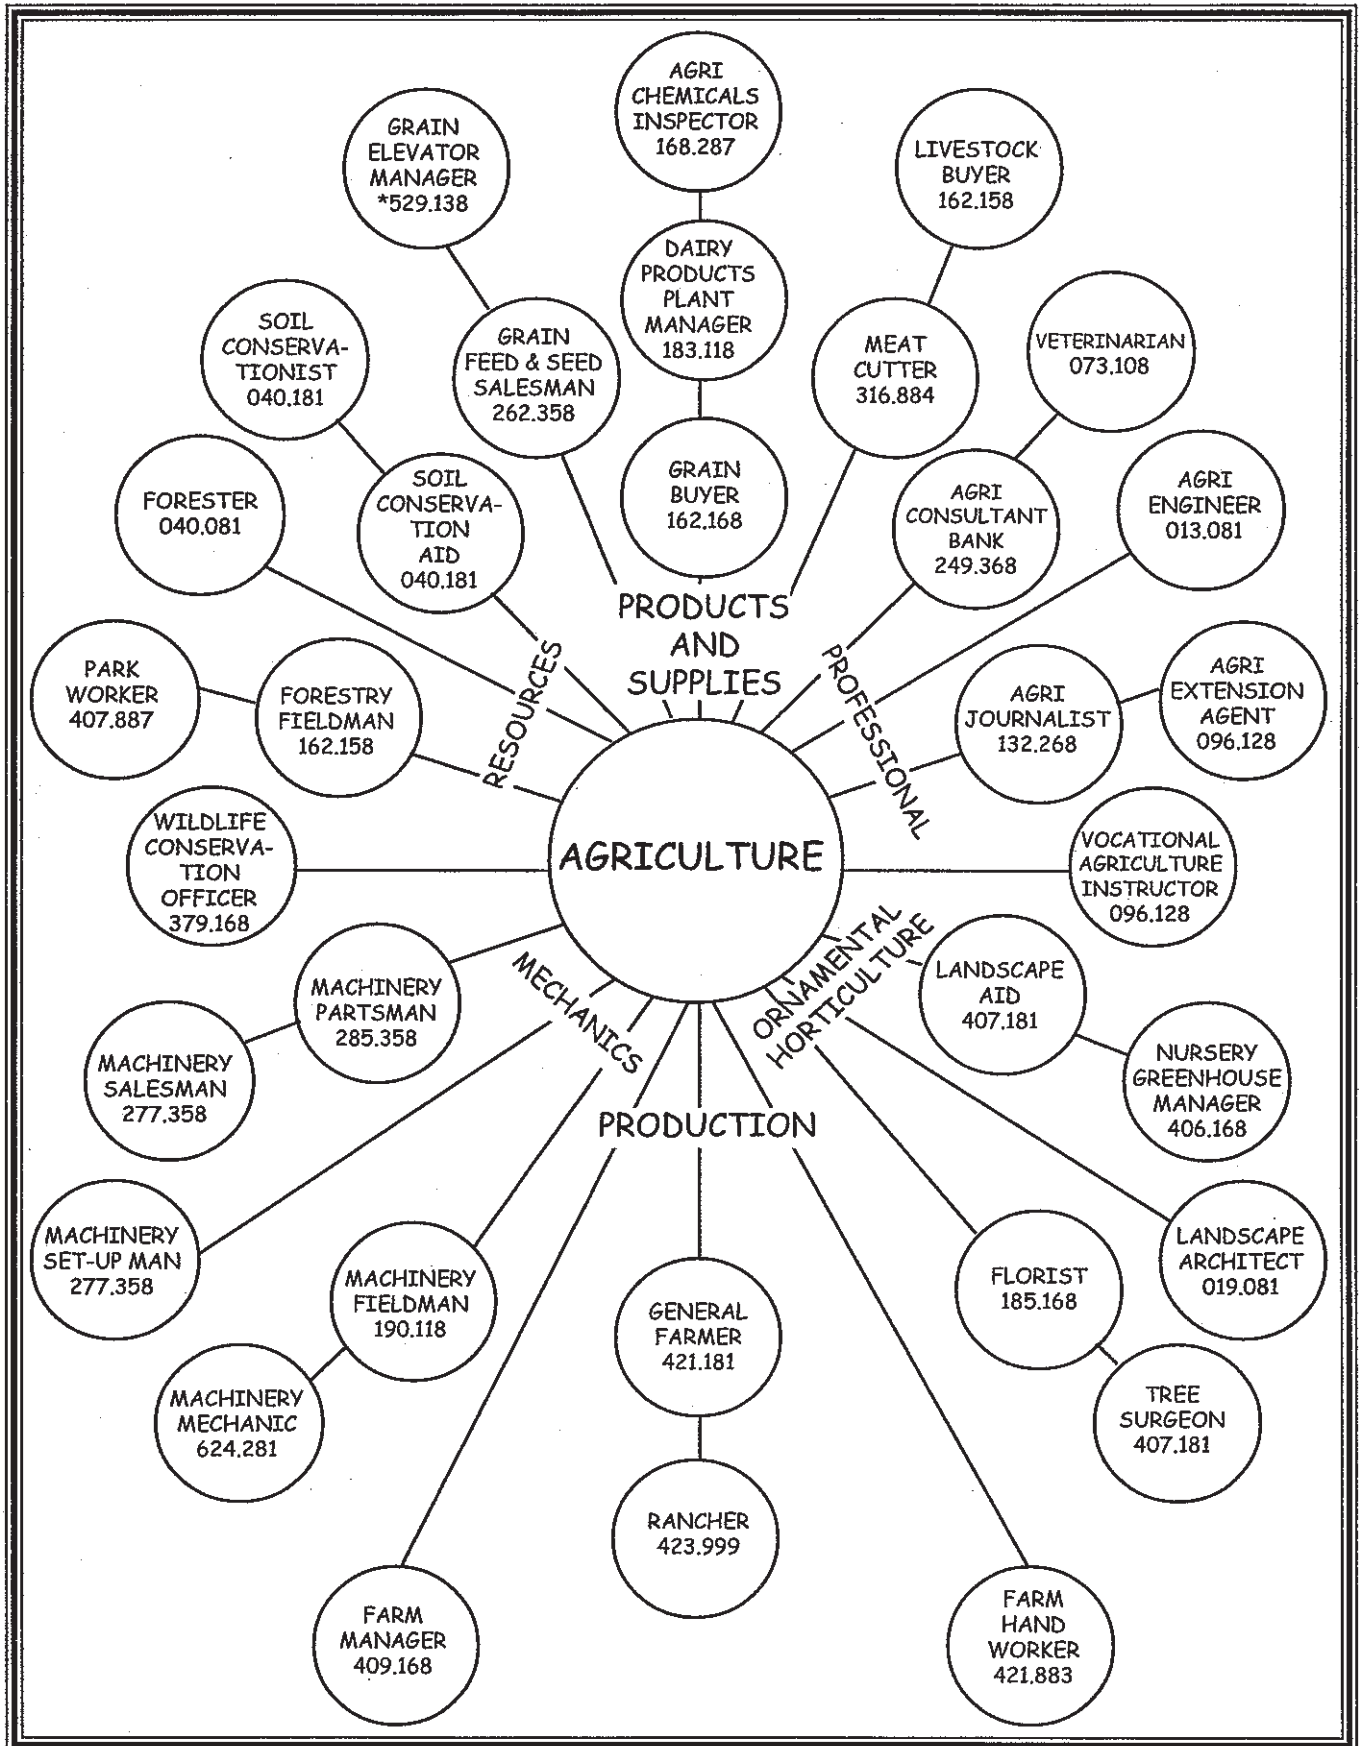 AGRI
CHEMICALS
INSPECTOR
168.287
GRAIN
ELEVATOR
MANAGER
*529.138
LIVESTOCK
BUYER
162.158
DAIRY
PRODUCTS
PLANT
MANAGER
183.118
SOIL
CONSERVA-
TIONIST
040.181
GRAIN
FEED & SEED
SALESMAN
262.358
MEAT
CUTTER
316.884
VETERINARIAN
073.108
FORESTER
040.081
SOIL
CONSERVA-
TION
AID
040.181
GRAIN
BUYER
162.168
AGRI
CONSULTANT
BANK
249.368
AGRI
ENGINEER
013.081
PRODUCTS
AND
SUPPLIES
RESOURCES
PROFESSIONAL
PARK
WORKER
407.887
FORESTRY
FIELDMAN
162.158
AGRI
JOURNALIST
132.268
AGRI
EXTENSION
AGENT
096.128
WILDLIFE
CONSERVA-
TION
OFFICER
379.168
AGRICULTURE
VOCATIONAL
AGRICULTURE
INSTRUCTOR
096.128
MACHINERY
PARTSMAN
285.358
MECHANICS
ORNAMENTAL
HORTICULTURE
LANDSCAPE
AID
407.181
MACHINERY
SALESMAN
277.358
NURSERY
GREENHOUSE
MANAGER
406.168
PRODUCTION
MACHINERY
SET-UP MAN
277.358
MACHINERY
FIELDMAN
190.118
GENERAL
FARMER
421.181
FLORIST
185.168
LANDSCAPE
ARCHITECT
019.081
MACHINERY
MECHANIC
624.281
TREE
SURGEON
407.181
RANCHER
423.999
FARM
MANAGER
409.168
FARM
HAND
WORKER
421.883